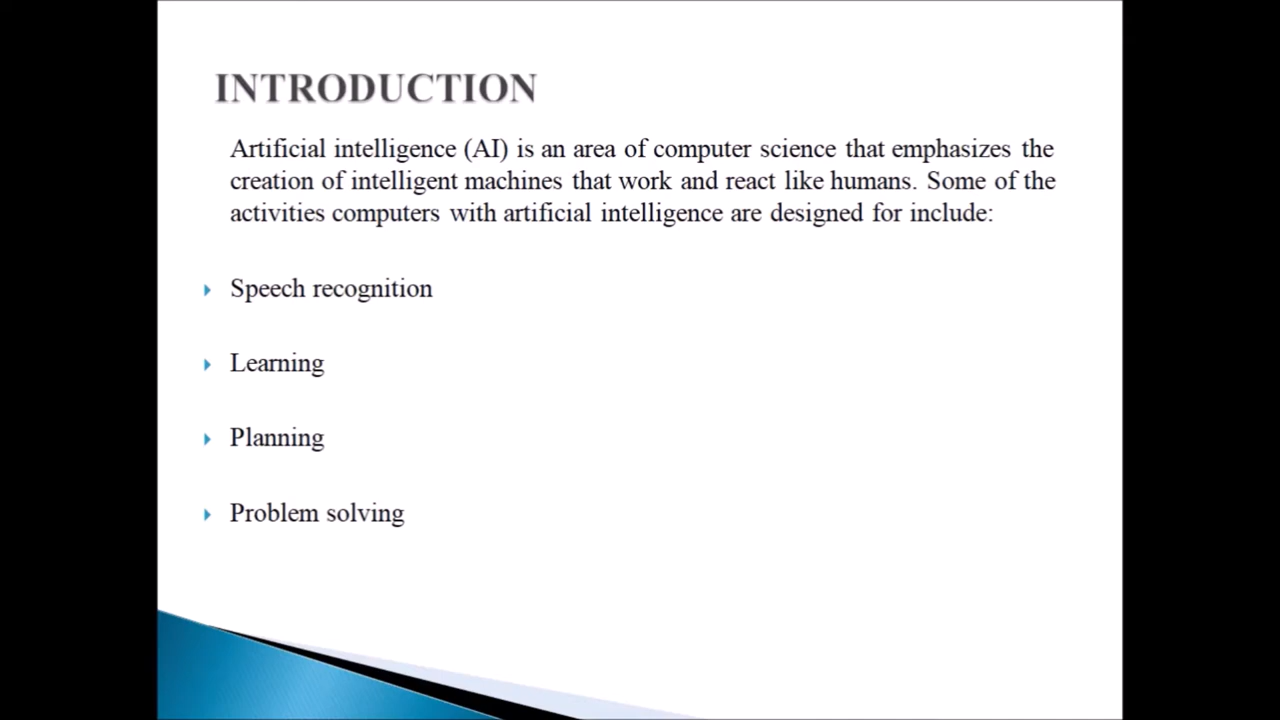 INTRODUCTION
Artificial intelligence (AI) is an area of computer science that emphasizes the
creation of intelligent machines that work and react like humans. Some of the
activities computers with artificial intelligence are designed for include:
Speech recognition
Learning
Planning
Problem solving